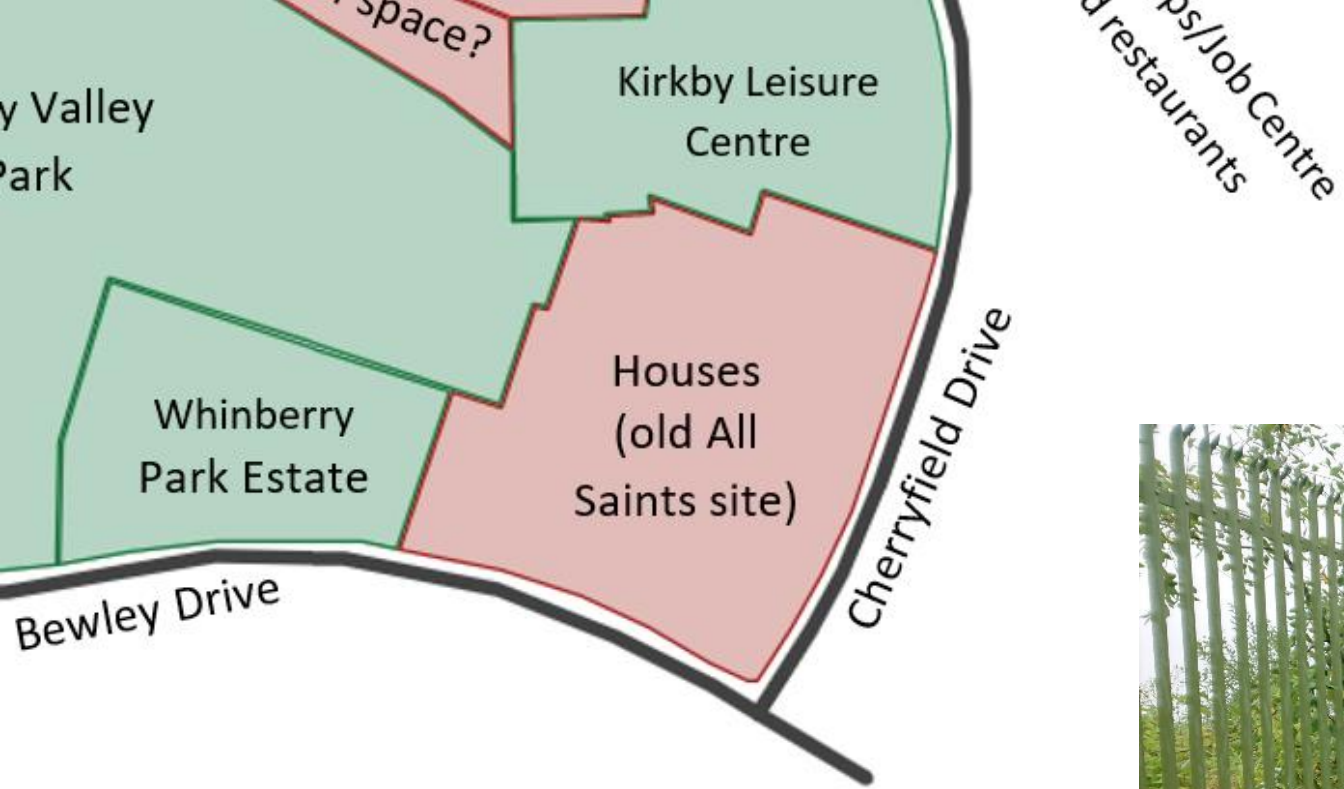 space?
Kirkby Leisure
Centre
y Valley
Park
ps/Job Centre
d restaurants
Whinberry
Park Estate
Houses
(old All
Saints site)
Cherryfield Drive
Bewley Drive